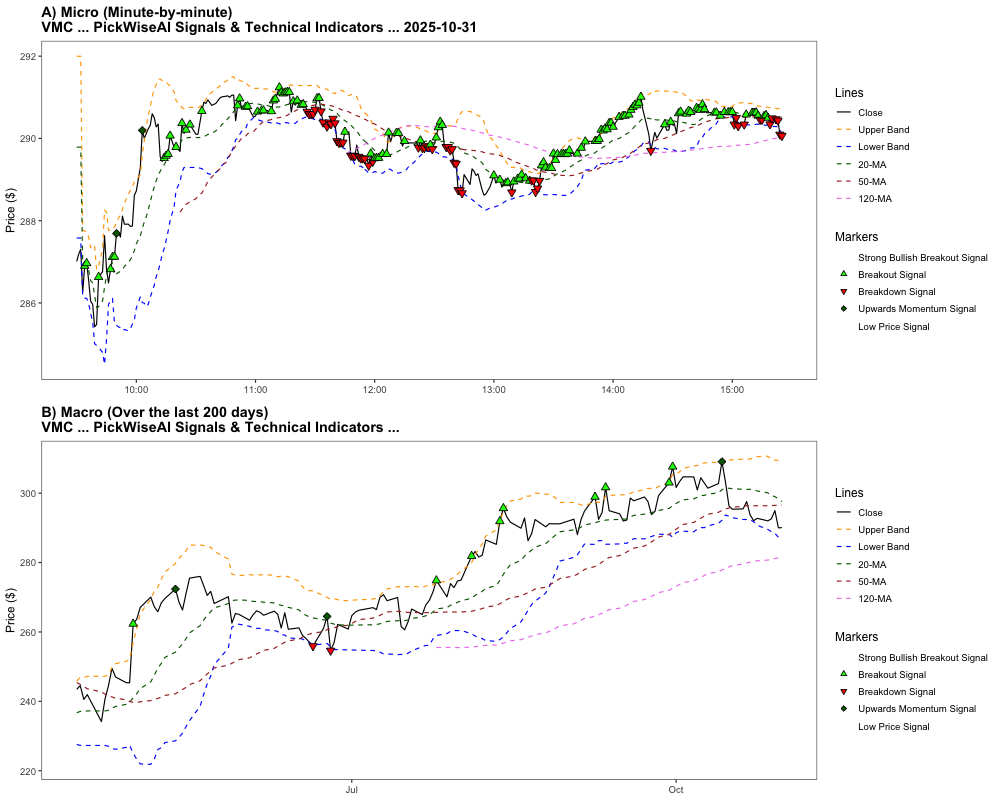 A) Micro (Minute-by-minute)
VMC ... PickWiseAI Signals & Technical Indicators ... 2025-10-31
292
290
288
286
Price ($)
10:00
11:00
12:00
13:00
14:00
15:00
Lines
Close
Upper Band
Lower Band
20-MA
50-MA
120-MA
Markers
Strong Bullish Breakout Signal
Breakout Signal
Breakdown Signal
Upwards Momentum Signal
Low Price Signal
B) Macro (Over the last 200 days)
VMC ... PickWiseAI Signals & Technical Indicators ...
300
280
260
240
220
Price ($)
Jul
Oct
Lines
Close
Upper Band
Lower Band
20-MA
50-MA
120-MA
Markers
Strong Bullish Breakout Signal
Breakout Signal
Breakdown Signal
Upwards Momentum Signal
Low Price Signal